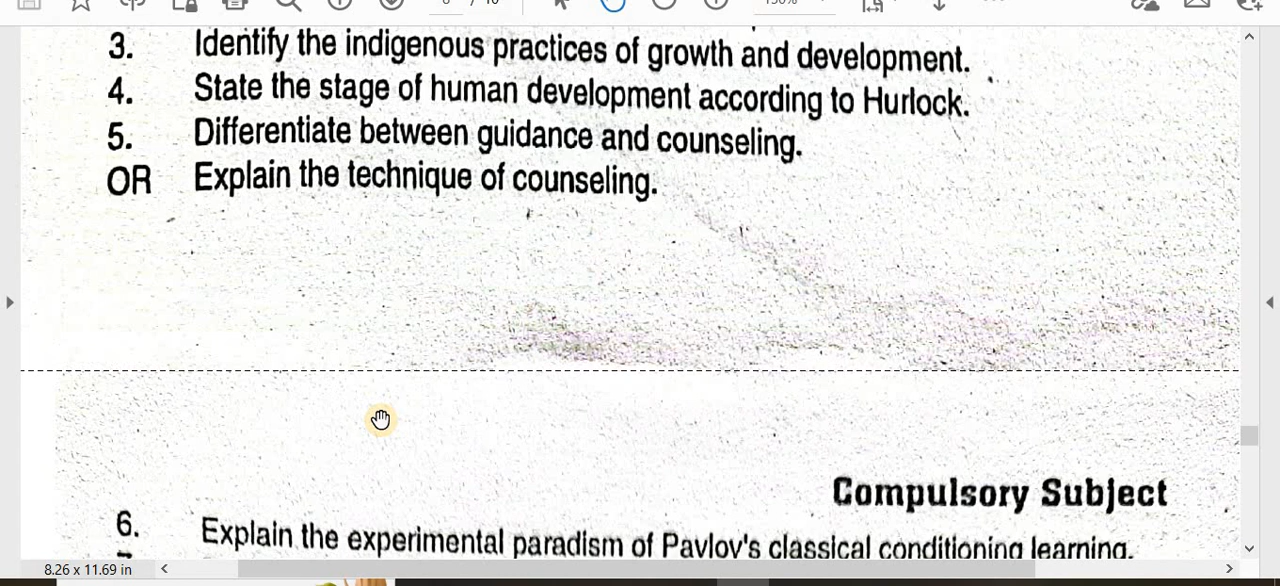 3. Identify the indigenous practices of growth and development.
4. State the stage of human development according to Hurlock.
5. Differentiate between guidance and counseling.
OR Explain the technique of counseling.
Compulsory Subject
6. Explain the experimental paradism of Pavlov's classical conditioning learning.
8.26 x 11.69 in